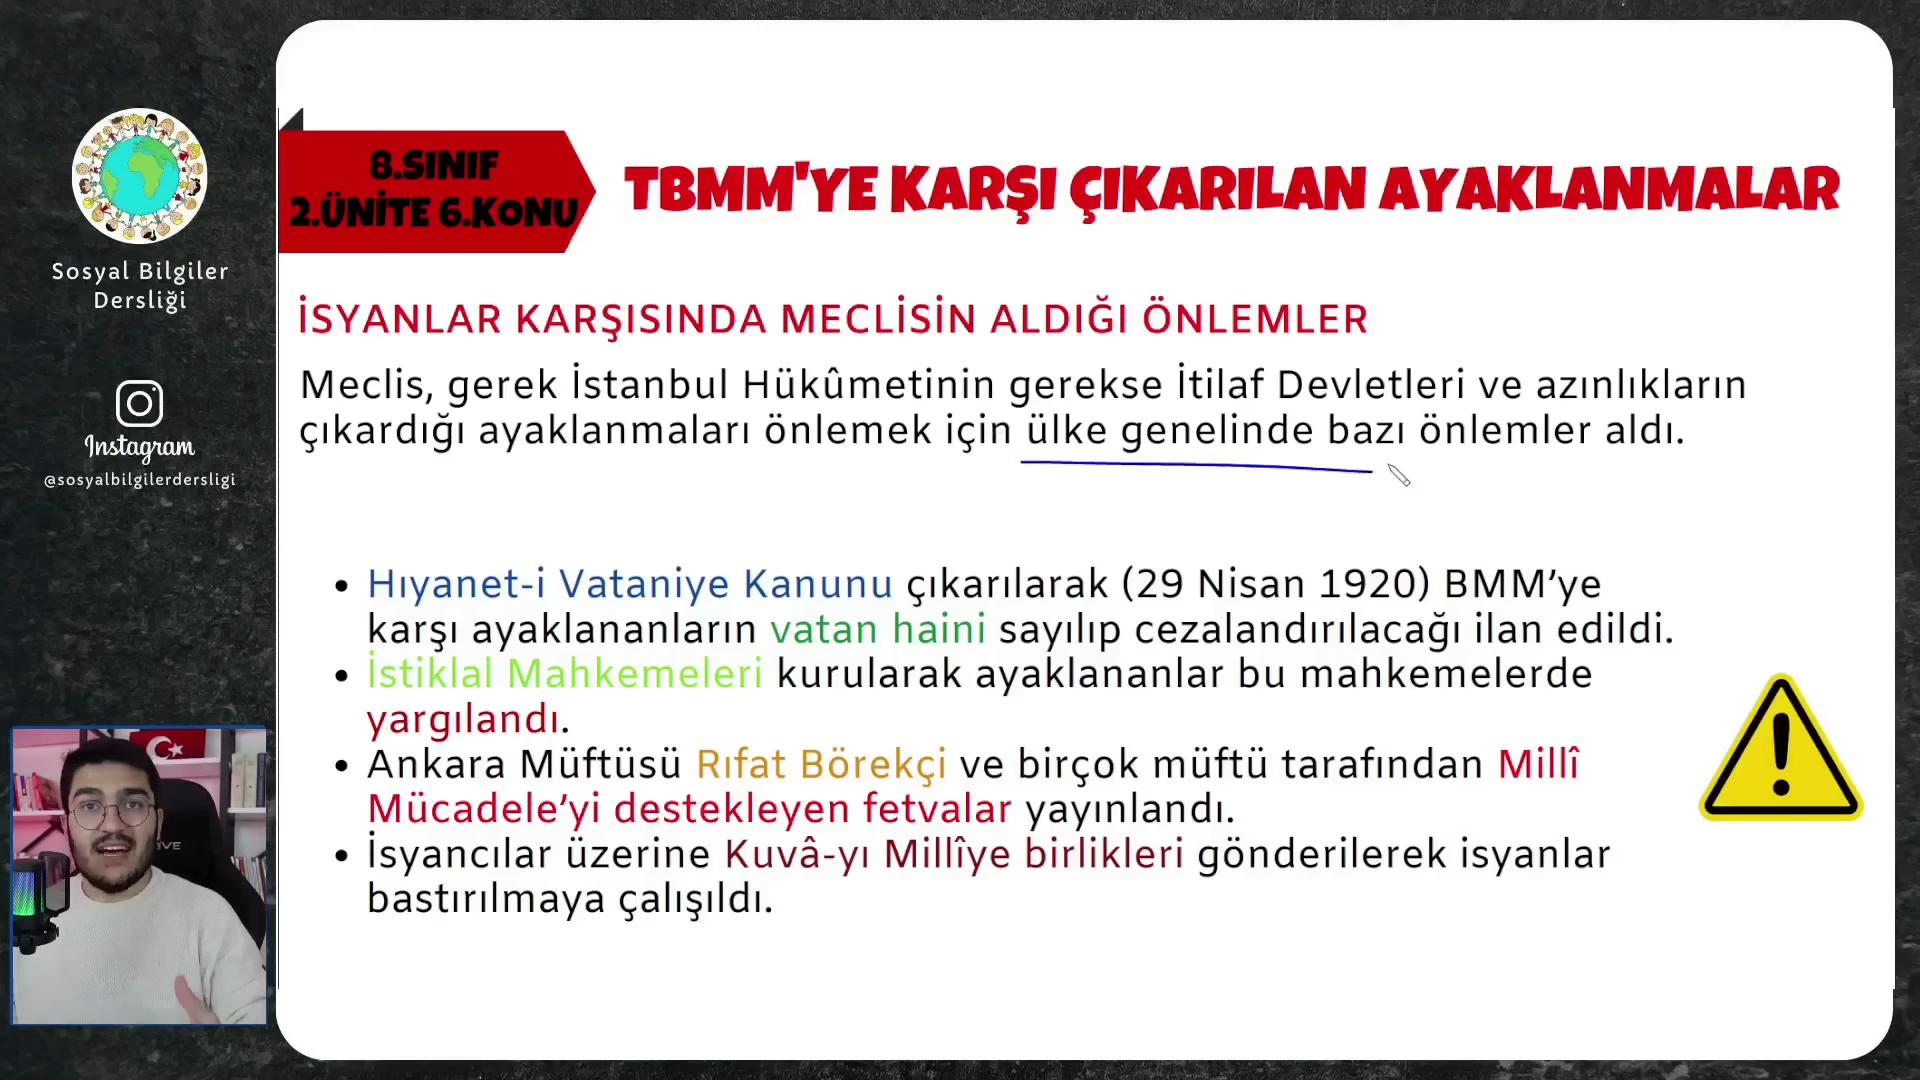 Sosyal Bilgiler
Dersliği
Instagram
@sosyalbilgilerdersligi
8.SINIF
2.ÜNİTE 6.KONU
TBMM'YE KARŞI ÇIKARILAN AYAKLANMALAR
İSYANLAR KARŞISINDA MECLİSİN ALDIĞI ÖNLEMLER
Meclis, gerek İstanbul Hükûmetinin gerekse İtilaf Devletleri ve azınlıkların
çıkardığı ayaklanmaları önlemek için ülke genelinde bazı önlemler aldı.
• Hıyanet-i Vataniye Kanunu çıkarılarak (29 Nisan 1920) BMM’ye
karşı ayaklananların vatan haini sayılıp cezalandırılacağı ilan edildi.
• İstiklal Mahkemeleri kurularak ayaklananlar bu mahkemelerde
yargılandı.
• Ankara Müftüsü Rıfat Börekçi ve birçok müftü tarafından Millî
Mücadele’yi destekleyen fetvalar yayınlandı.
• İsyancılar üzerine Kuvâ-yı Millîye birlikleri gönderilerek isyanlar
bastırılmaya çalışıldı.